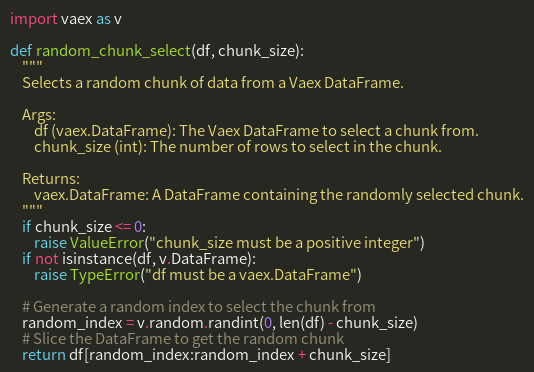 import vaex as v
def random_chunk_select(df, chunk_size):
"""
Selects a random chunk of data from a Vaex DataFrame.
Args:
df (vaex.DataFrame): The Vaex DataFrame to select a chunk from.
chunk_size (int): The number of rows to select in the chunk.
Returns:
vaex.DataFrame: A DataFrame containing the randomly selected chunk.
"""
if chunk_size <= 0:
raise ValueError("chunk_size must be a positive integer")
if not isinstance(df, v.DataFrame):
raise TypeError("df must be a vaex.DataFrame")
# Generate a random index to select the chunk from
random_index = v.random.randint(0, len(df) - chunk_size)
# Slice the DataFrame to get the random chunk
return df[random_index:random_index + chunk_size]